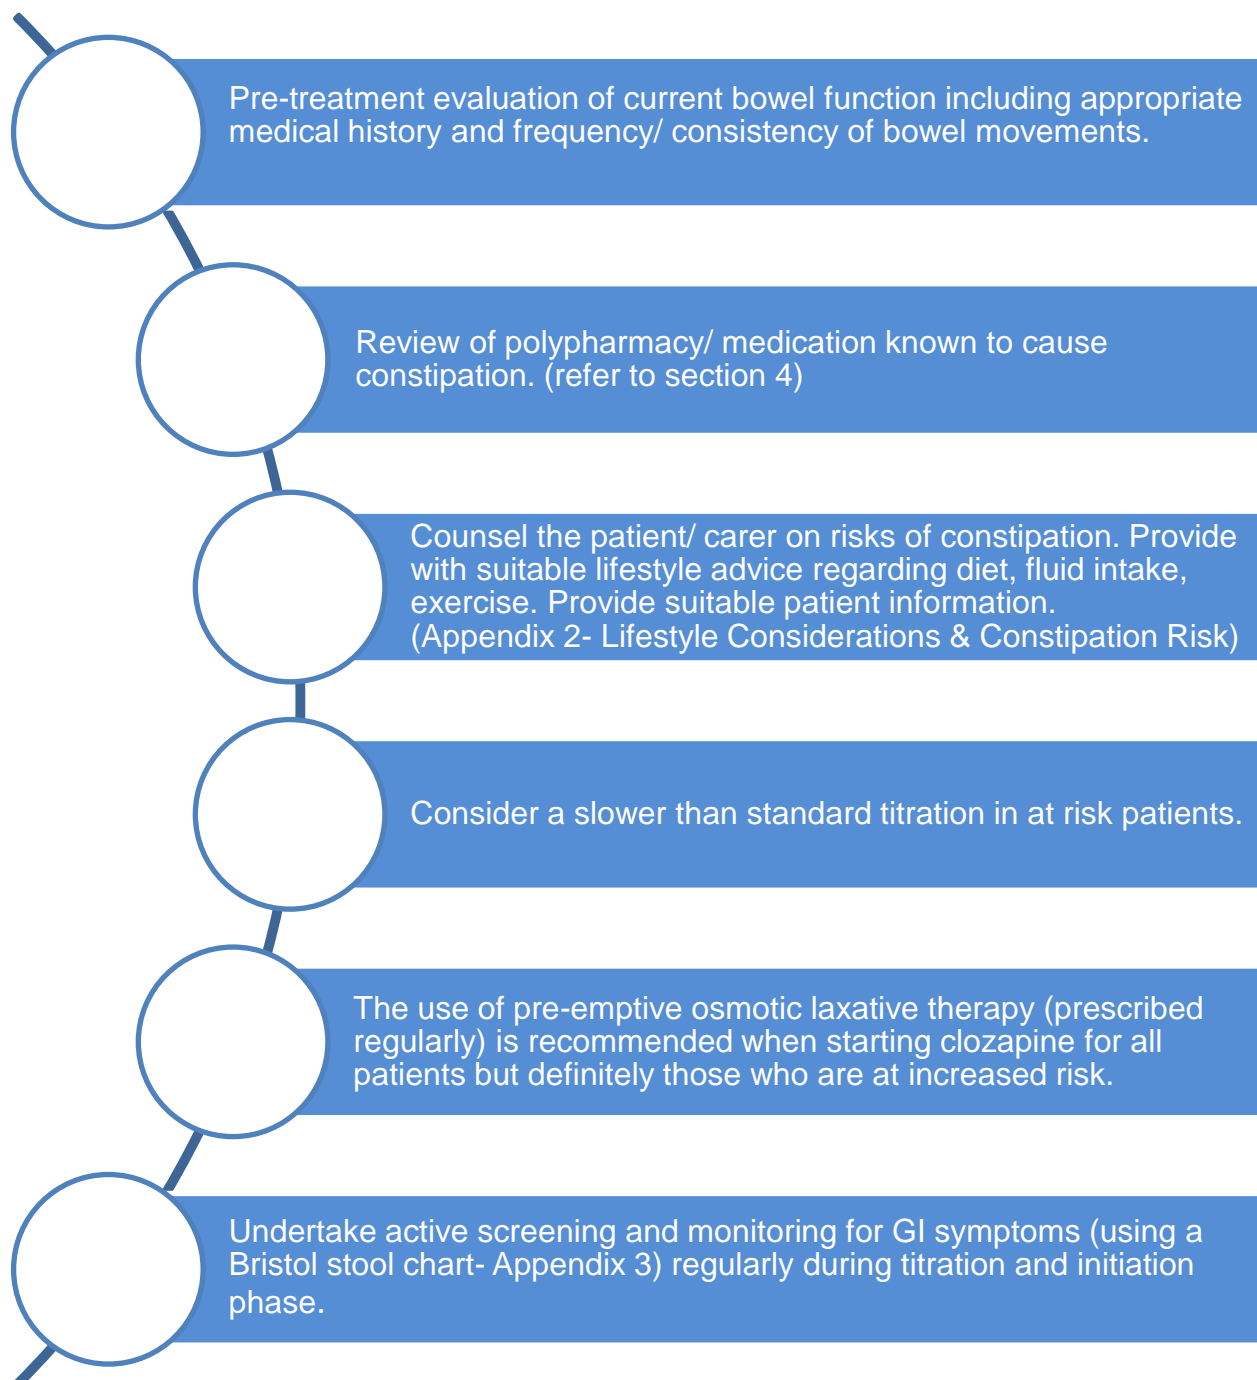 Pre-treatment evaluation of current bowel function including appropriate
medical history and frequency/ consistency of bowel movements.
Review of polypharmacy/ medication known to cause
constipation. (refer to section 4)
Counsel the patient/ carer on risks of constipation. Provide
with suitable lifestyle advice regarding diet, fluid intake,
exercise. Provide suitable patient information.
(Appendix 2- Lifestyle Considerations & Constipation Risk)
Consider a slower than standard titration in at risk patients.
The use of pre-emptive osmotic laxative therapy (prescribed
regularly) is recommended when starting clozapine for all
patients but definitely those who are at increased risk.
Undertake active screening and monitoring for GI symptoms (using a
Bristol stool chart- Appendix 3) regularly during titration and initiation
phase.